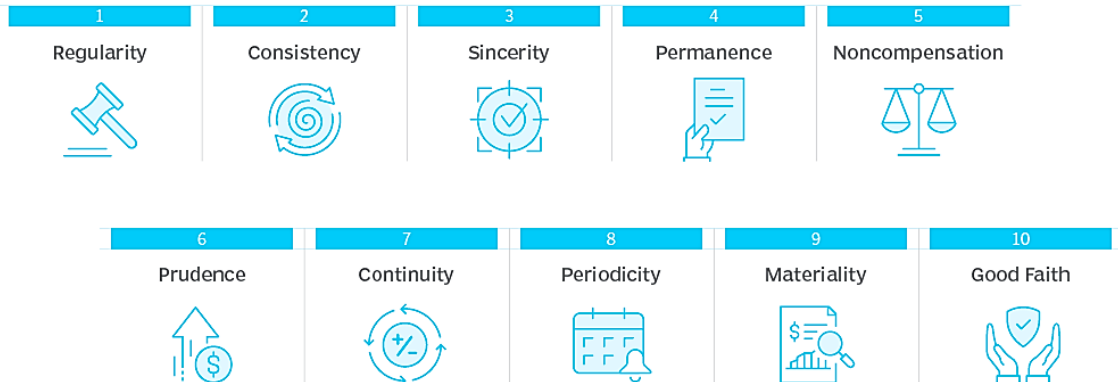 1 2 3 4 5
Regularity Consistency Sincerity Permanence Noncompensation
6 7 8 9 10
Prudence Continuity Periodicity Materiality Good Faith
+/-
$
$